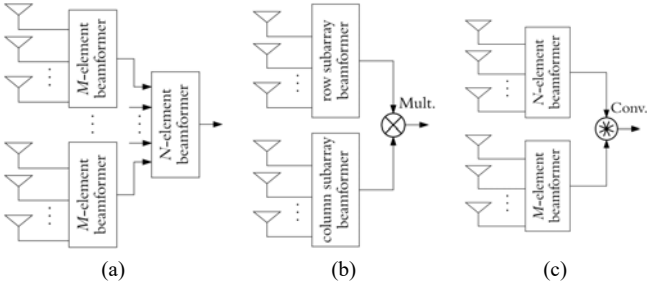 M-element
beamformer
M-element
beamformer
N-element
beamformer
(a)
row subarray
beamformer
column subarray
beamformer
Mult.
(b)
N-element
beamformer
M-element
beamformer
Conv.
(c)